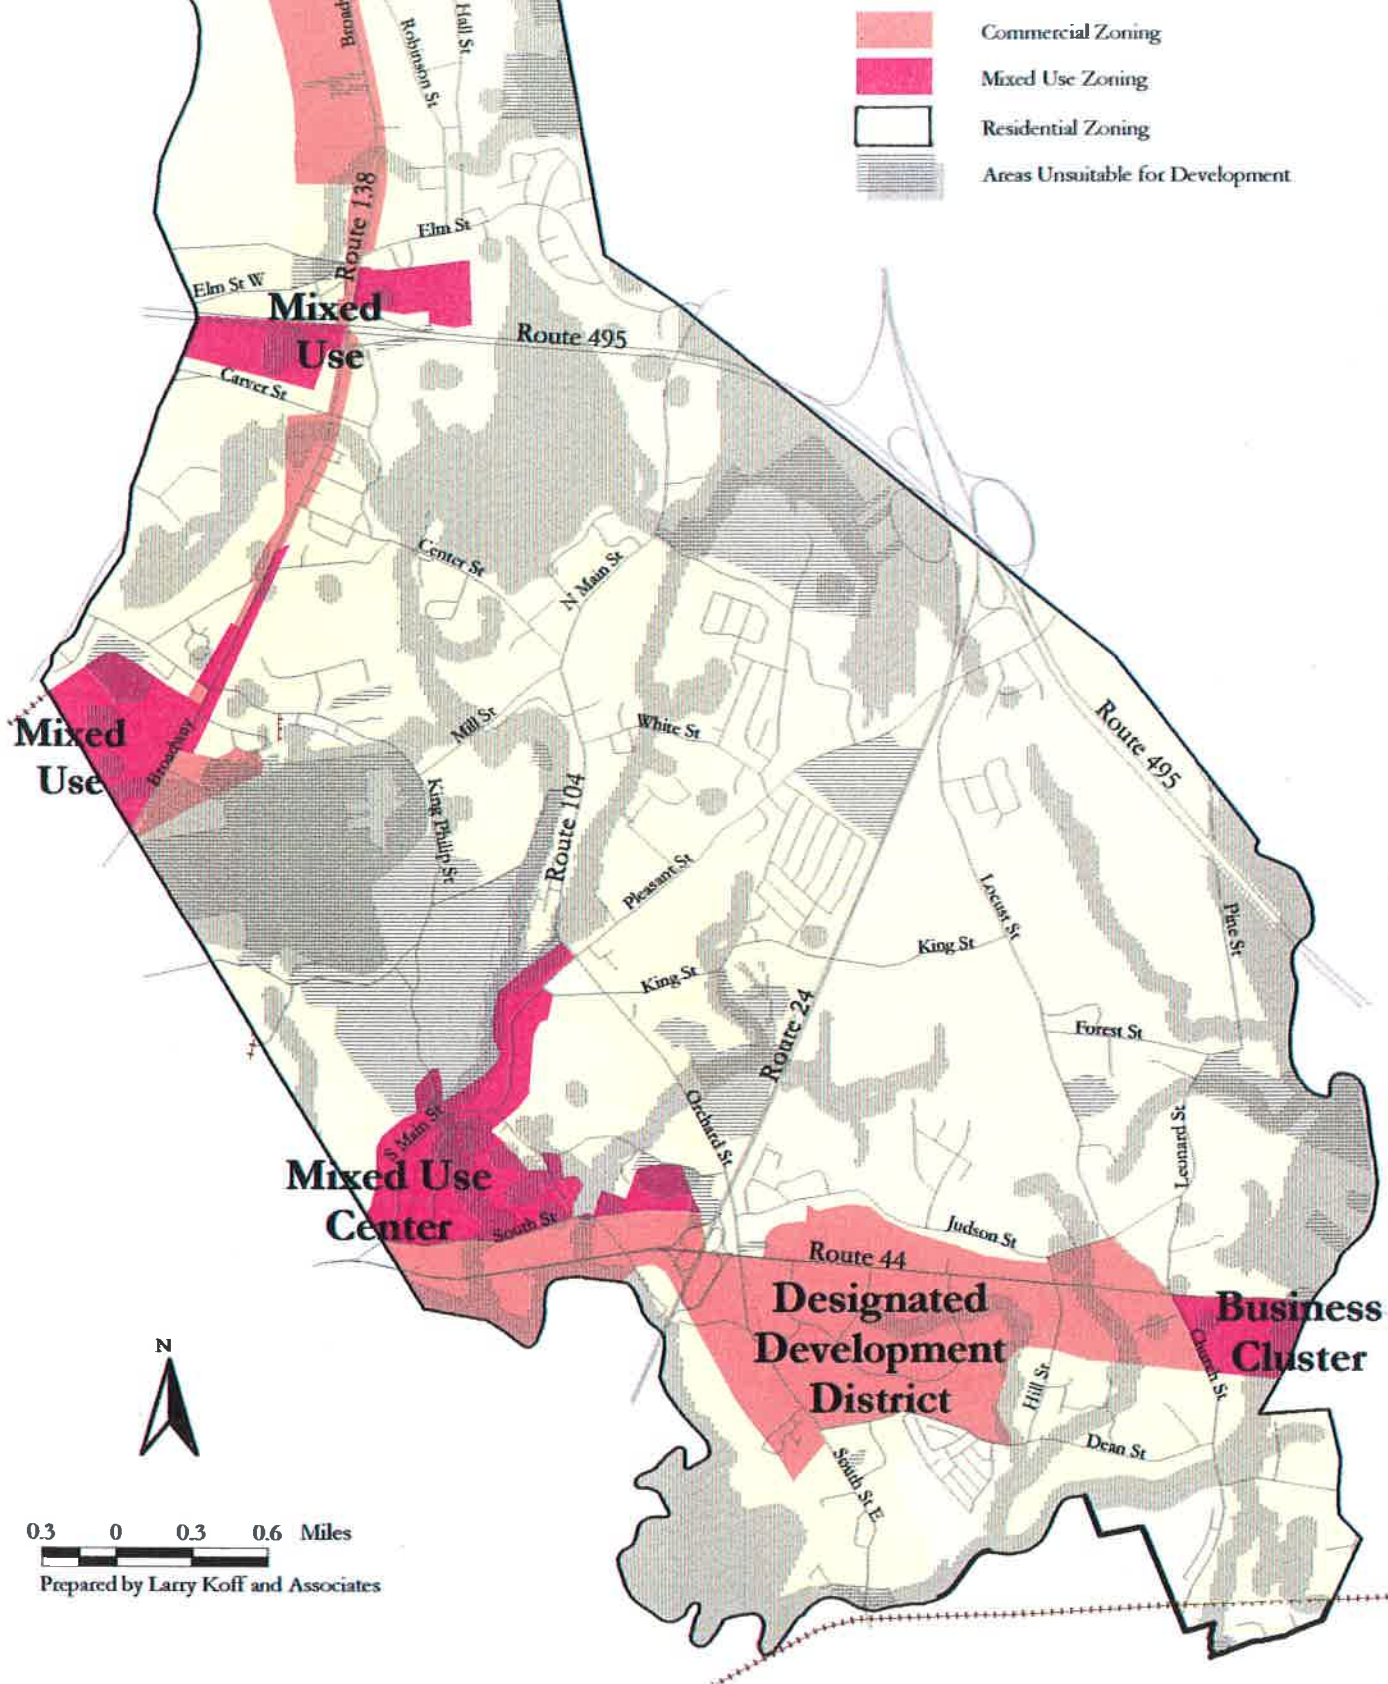 Commercial Zoning
Mixed Use Zoning
Residential Zoning
Areas Unsuitable for Development
Robinson St
Hall St
Route 138
Elm St
Elm St W
Mixed
Use
Route 495
Carver St
Center St
N Main St
Mixed
Use
Broadway
Mill St
White St
Route 495
King Philip St
Route 104
Pleasant St
Locust St
Pine St
King St
King St
Route 24
Forest St
Orchard St
Leonard St
S Main St
Mixed Use
Center
South St
Judson St
Route 44
Designated
Development
District
Business
Cluster
Church St
Hill St
Dean St
South St E
N
0.3 0 0.3 0.6 Miles
Prepared by Larry Koff and Associates